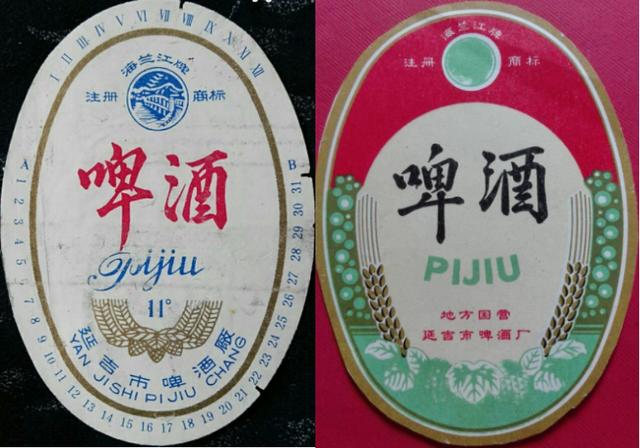 I II III IV V VI VII VIII IX X XI XII
海兰江牌
注册 商标
啤酒
pijiu
11°
延吉市啤酒廠
YAN JISHI PIJIU CHANG
A B
1 2 3 4 5 6 7 8 9 10 11 12 13 14 15 16 17 18 19 20 21 22 23 24 25 26 27 28 29 30 31
海兰江牌
注册 商标
啤酒
PIJIU
地方国营
延吉市啤酒厂